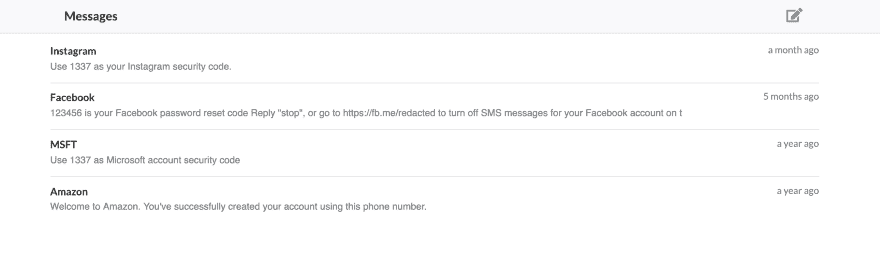 Messages
Instagram
a month ago
Use 1337 as your Instagram security code.
Facebook
5 months ago
123456 is your Facebook password reset code Reply "stop", or go to https://fb.me/redacted to turn off SMS messages for your Facebook account on t
MSFT
a year ago
Use 1337 as Microsoft account security code
Amazon
a year ago
Welcome to Amazon. You've successfully created your account using this phone number.